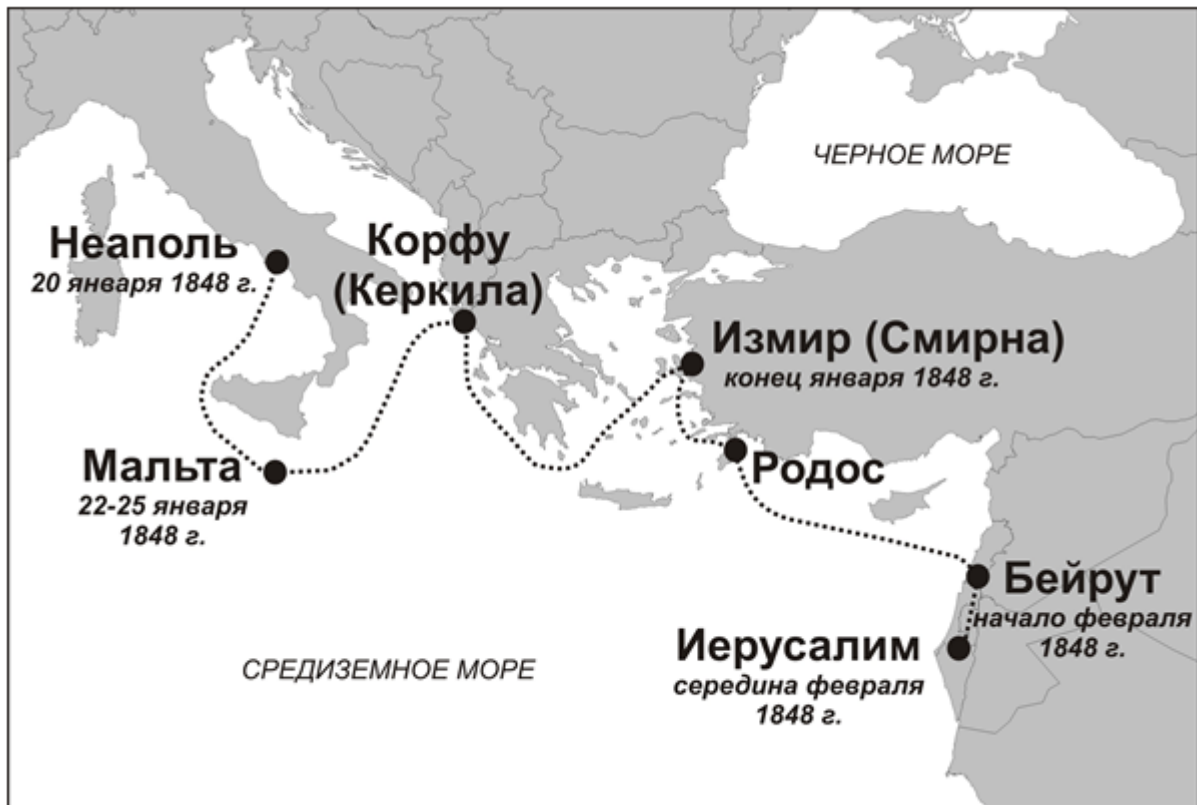 ЧЕРНОЕ МОРЕ
Неаполь
20 января 1848 г.
Корфу
(Керкила)
Измир (Смирна)
конец января 1848 г.
Мальта
22-25 января
1848 г.
Родос
Бейрут
начало февраля
1848 г.
Иерусалим
середина февраля
1848 г.
СРЕДИЗЕМНОЕ МОРЕ